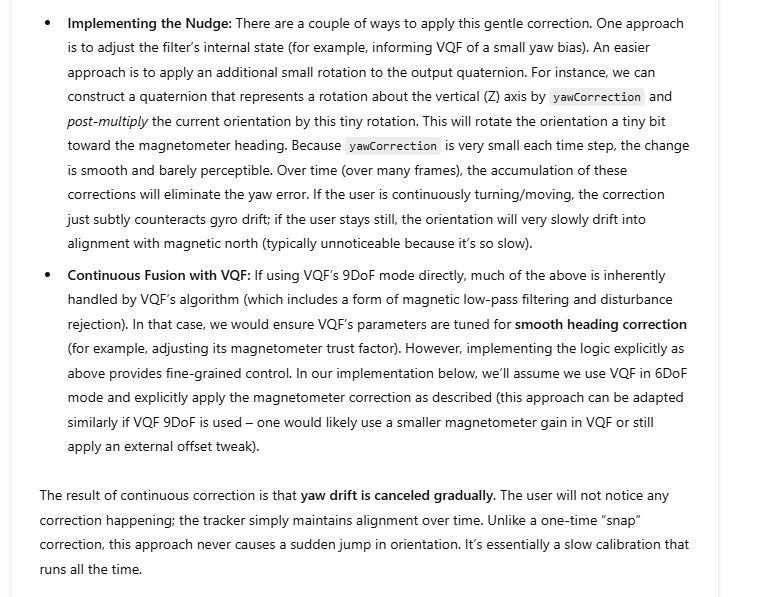 • Implementing the Nudge: There are a couple of ways to apply this gentle correction. One approach
is to adjust the filter's internal state (for example, informing VQF of a small yaw bias). An easier
approach is to apply an additional small rotation to the output quaternion. For instance, we can
construct a quaternion that represents a rotation about the vertical (Z) axis by yawCorrection and
post-multiply the current orientation by this tiny rotation. This will rotate the orientation a tiny bit
toward the magnetometer heading. Because yawCorrection is very small each time step, the change
is smooth and barely perceptible. Over time (over many frames), the accumulation of these
corrections will eliminate the yaw error. If the user is continuously turning/moving, the correction
just subtly counteracts gyro drift; if the user stays still, the orientation will very slowly drift into
alignment with magnetic north (typically unnoticeable because it's so slow).
• Continuous Fusion with VQF: If using VQF's 9DoF mode directly, much of the above is inherently
handled by VQF's algorithm (which includes a form of magnetic low-pass filtering and disturbance
rejection). In that case, we would ensure VQF's parameters are tuned for smooth heading correction
(for example, adjusting its magnetometer trust factor). However, implementing the logic explicitly as
above provides fine-grained control. In our implementation below, we'll assume we use VQF in 6DoF
mode and explicitly apply the magnetometer correction as described (this approach can be adapted
similarly if VQF 9DoF is used – one would likely use a smaller magnetometer gain in VQF or still
apply an external offset tweak).
The result of continuous correction is that yaw drift is canceled gradually. The user will not notice any
correction happening; the tracker simply maintains alignment over time. Unlike a one-time “snap”
correction, this approach never causes a sudden jump in orientation. It's essentially a slow calibration that
runs all the time.